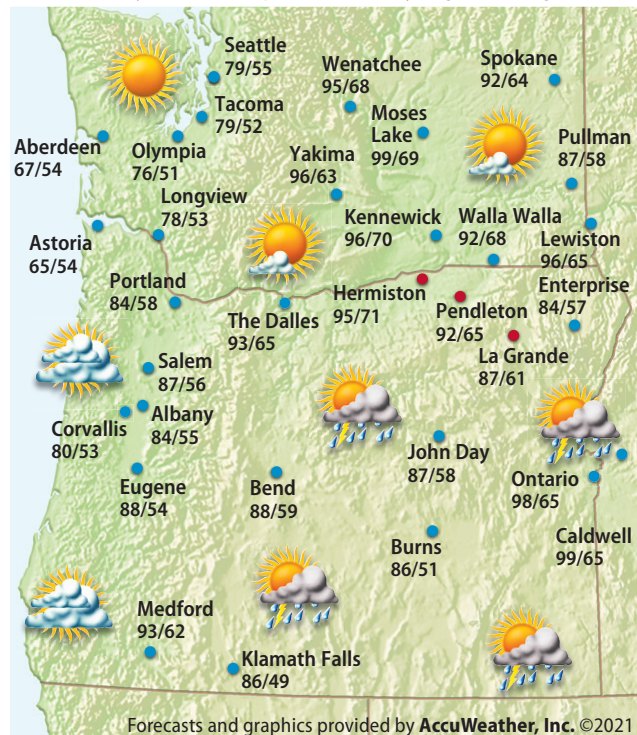 Seattle
79/55
Wenatchee
95/68
Spokane
92/64
Tacoma
79/52
Moses
Lake
99/69
Aberdeen
67/54
Olympia
76/51
Yakima
96/63
Pullman
87/58
Longview
78/53
Kennewick
96/70
Walla Walla
92/68
Lewiston
96/65
Astoria
65/54
Portland
84/58
The Dalles
93/65
Hermiston
95/71
Pendleton
92/65
Enterprise
84/57
La Grande
87/61
Salem
87/56
Albany
84/55
Corvallis
80/53
Eugene
88/54
Bend
88/59
John Day
87/58
Ontario
98/65
Burns
86/51
Caldwell
99/65
Medford
93/62
Klamath Falls
86/49
Forecasts and graphics provided by AccuWeather, Inc. ©2021